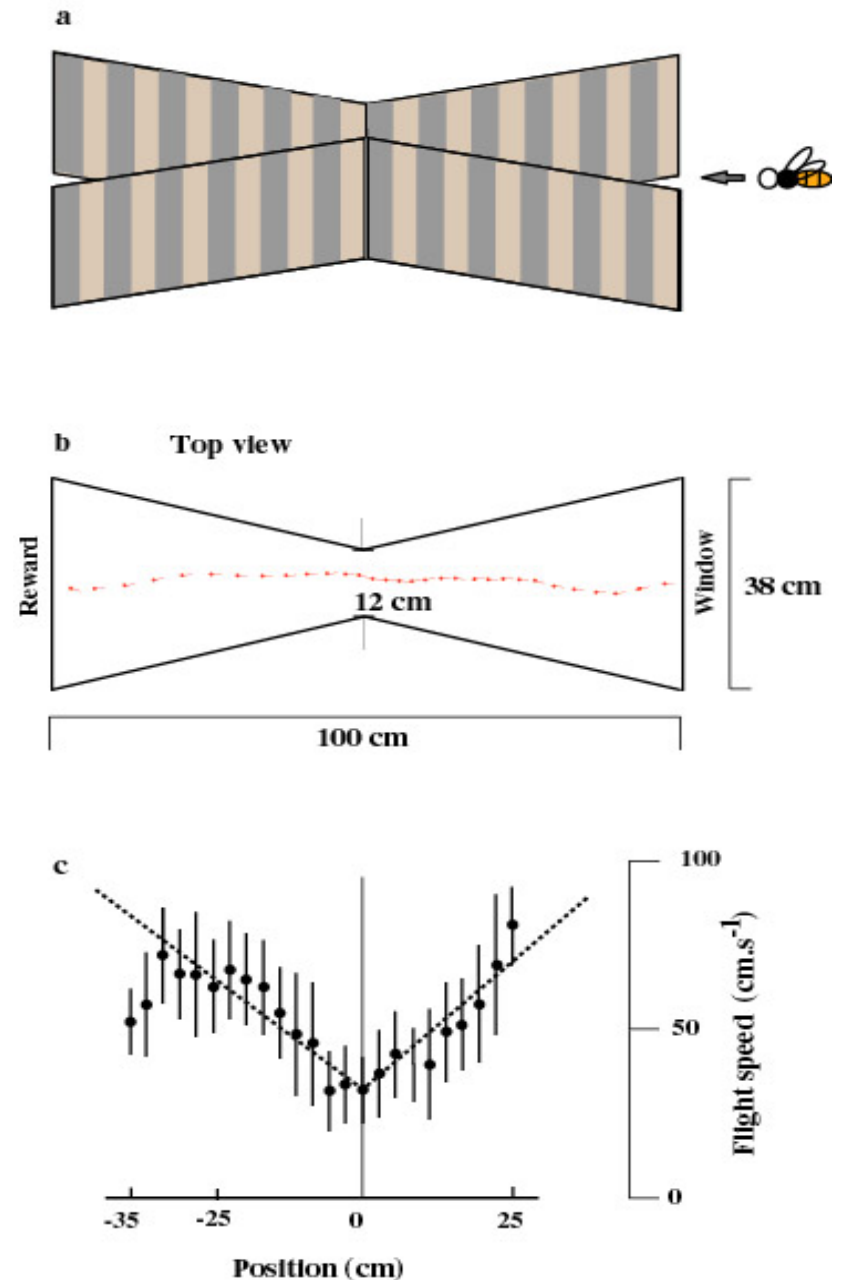 a
b Top view
Reward
Window
38 cm
12 cm
100 cm
c
100
50
0
Flight speed (cm.s-1)
-35 -25 0 25
Position (cm)